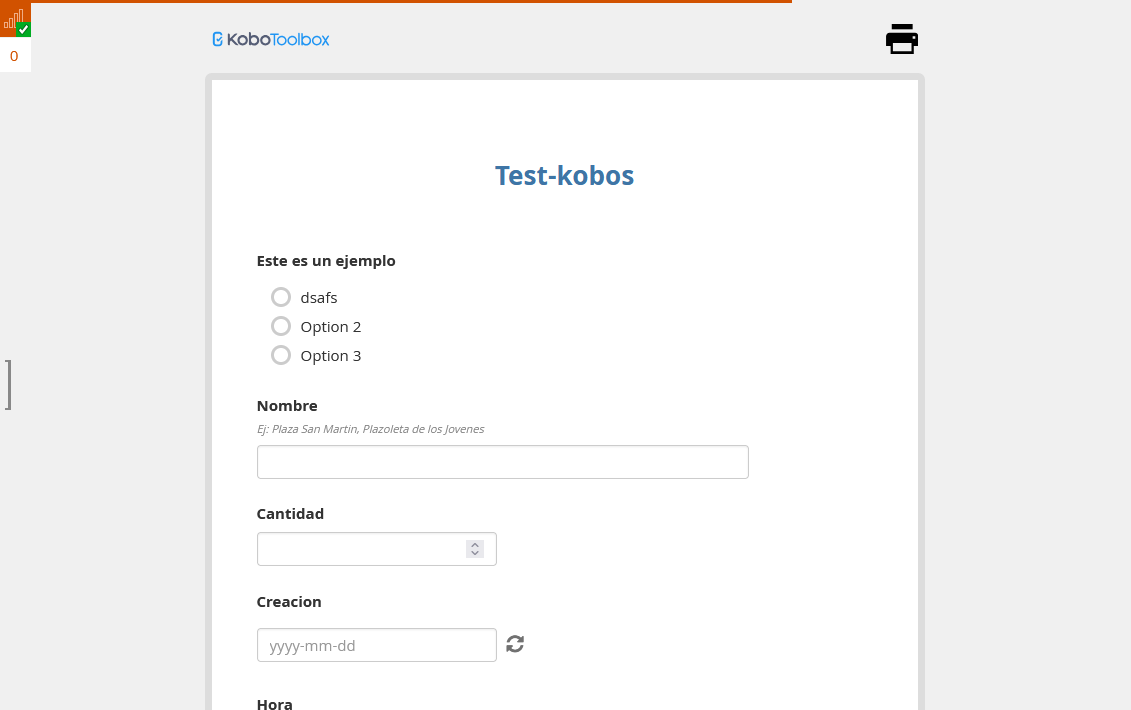 0
KoboToolbox
Test-kobos
Este es un ejemplo
dsafs
Option 2
Option 3
Nombre
Ej: Plaza San Martin, Plazoleta de los Jovenes
Cantidad
Creacion
yyyy-mm-dd
Hora